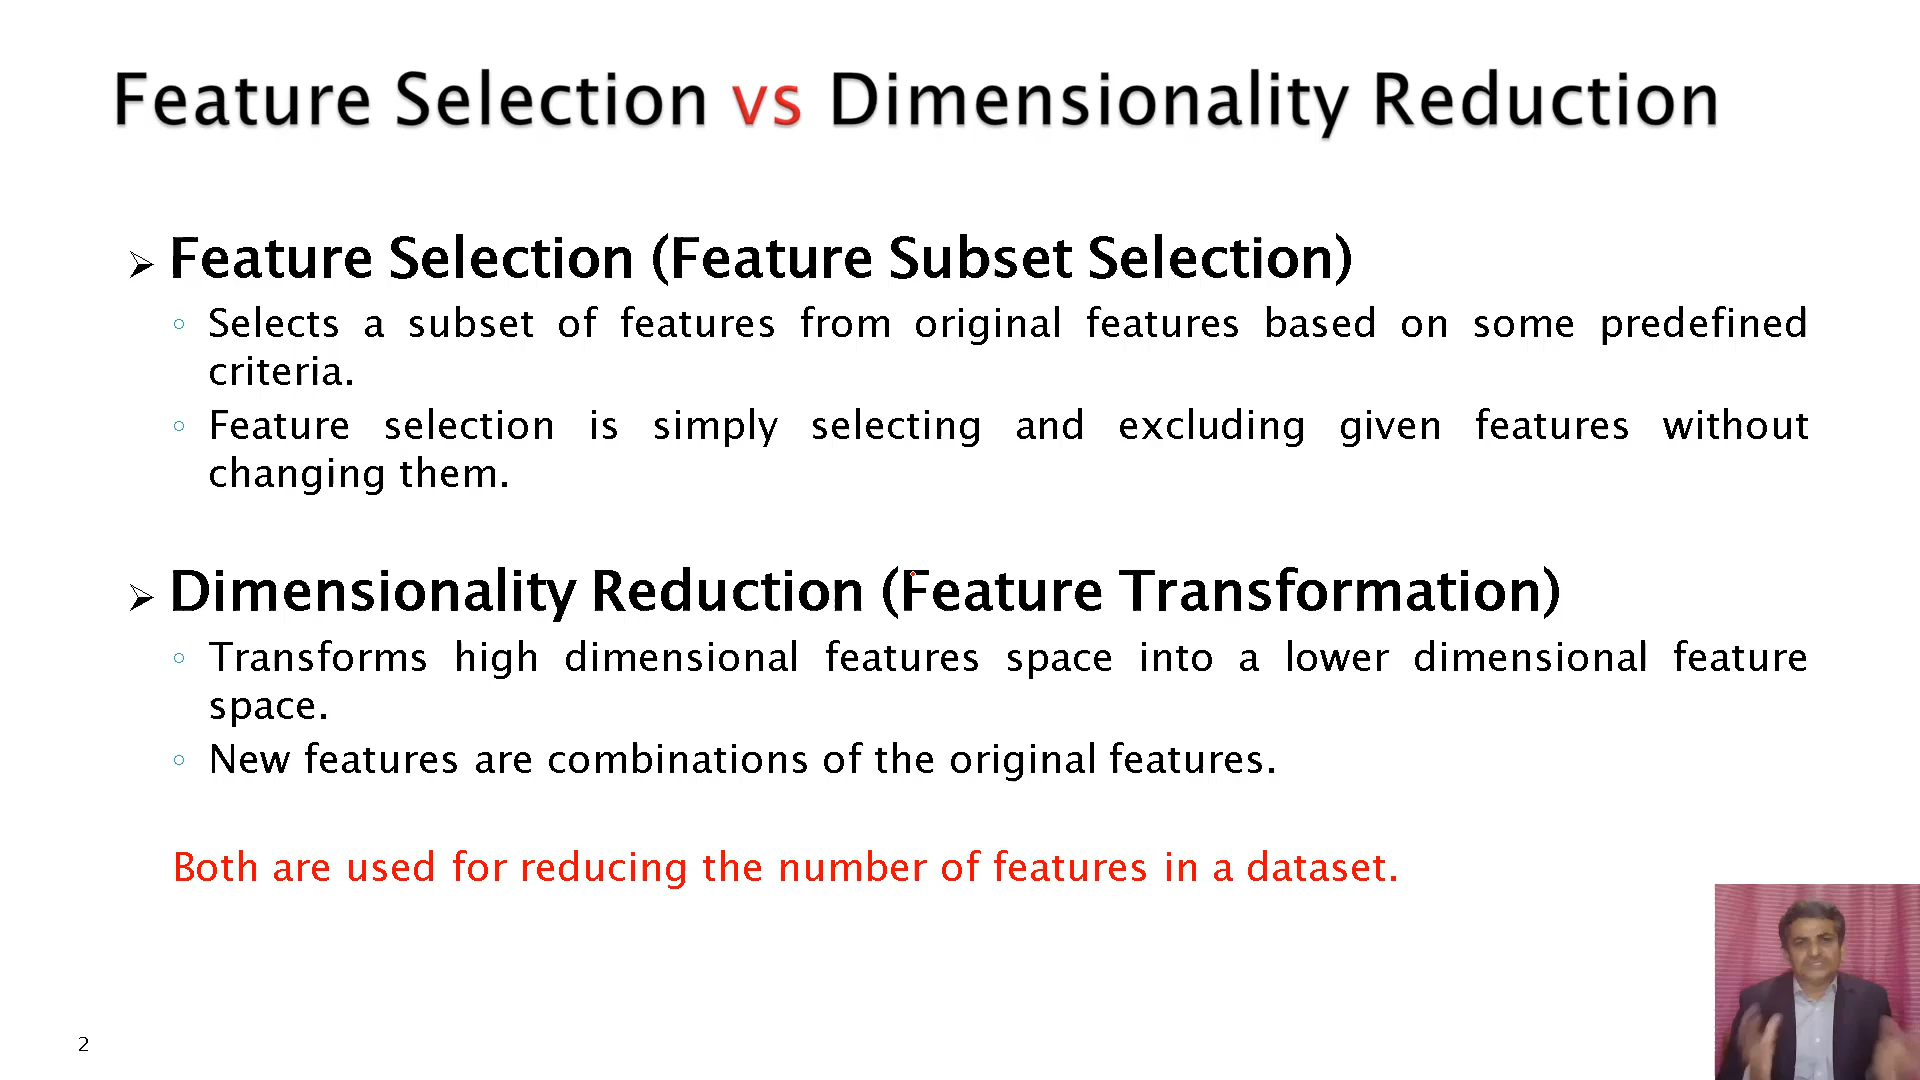 Feature Selection vs Dimensionality Reduction
Feature Selection (Feature Subset Selection)
Selects a subset of features from original features based on some predefined
criteria.
Feature selection is simply selecting and excluding given features without
changing them.
Dimensionality Reduction (Feature Transformation)
Transforms high dimensional features space into a lower dimensional feature
space.
New features are combinations of the original features.
Both are used for reducing the number of features in a dataset.
2